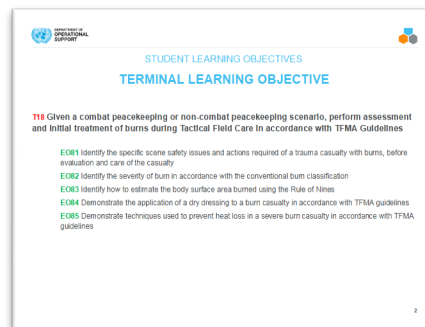 DEPARTMENT OF
OPERATIONAL
SUPPORT
STUDENT LEARNING OBJECTIVES
TERMINAL LEARNING OBJECTIVE
T18 Given a combat peacekeeping or non-combat peacekeeping scenario, perform assessment
and initial treatment of burns during Tactical Field Care in accordance with TFMA Guidelines
EO81 Identify the specific scene safety issues and actions required of a trauma casualty with burns, before
evaluation and care of the casualty
EO82 Identify the severity of burn in accordance with the conventional burn classification
EO83 Identify how to estimate the body surface area burned using the Rule of Nines
EO84 Demonstrate the application of a dry dressing to a burn casualty in accordance with TFMA guidelines
EO85 Demonstrate techniques used to prevent heat loss in a severe burn casualty in accordance with TFMA
guidelines
2